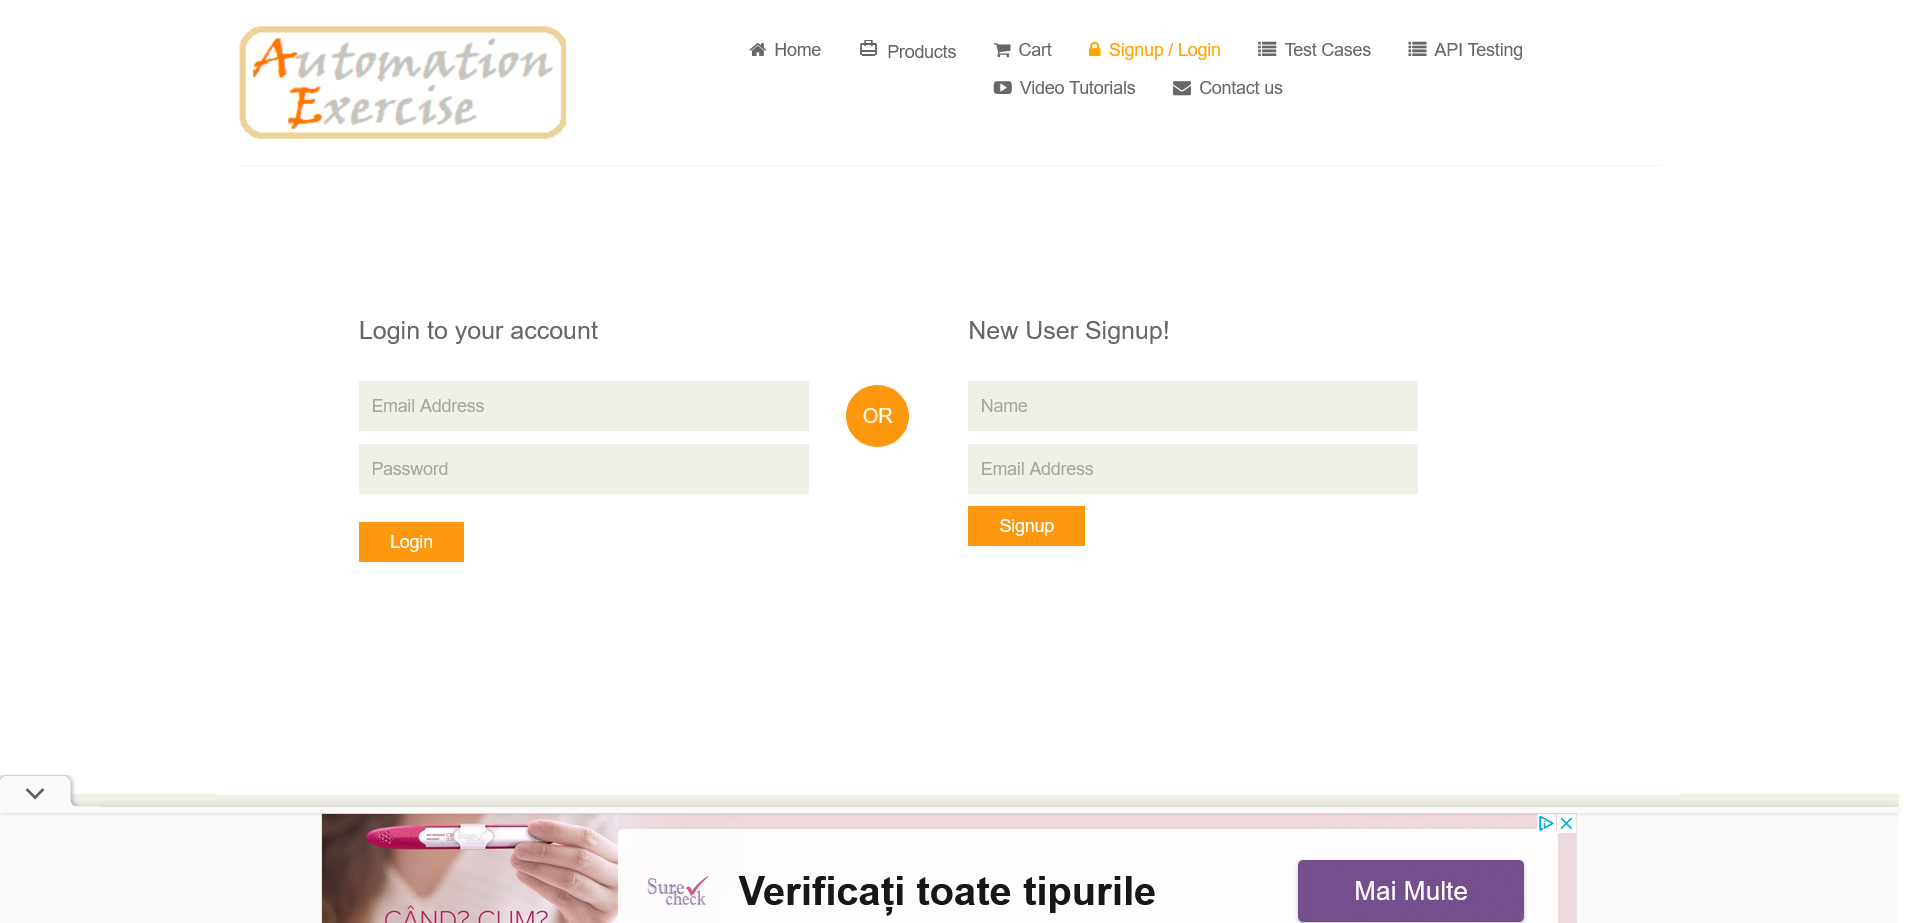 Automation
Exercise
Home
Products
Cart
Signup / Login
Test Cases
API Testing
Video Tutorials
Contact us
Login to your account
New User Signup!
Email Address
Password
OR
Name
Email Address
Login
Signup
CÂND? CUM?
Sure
check
Verificați toate tipurile
Mai Multe